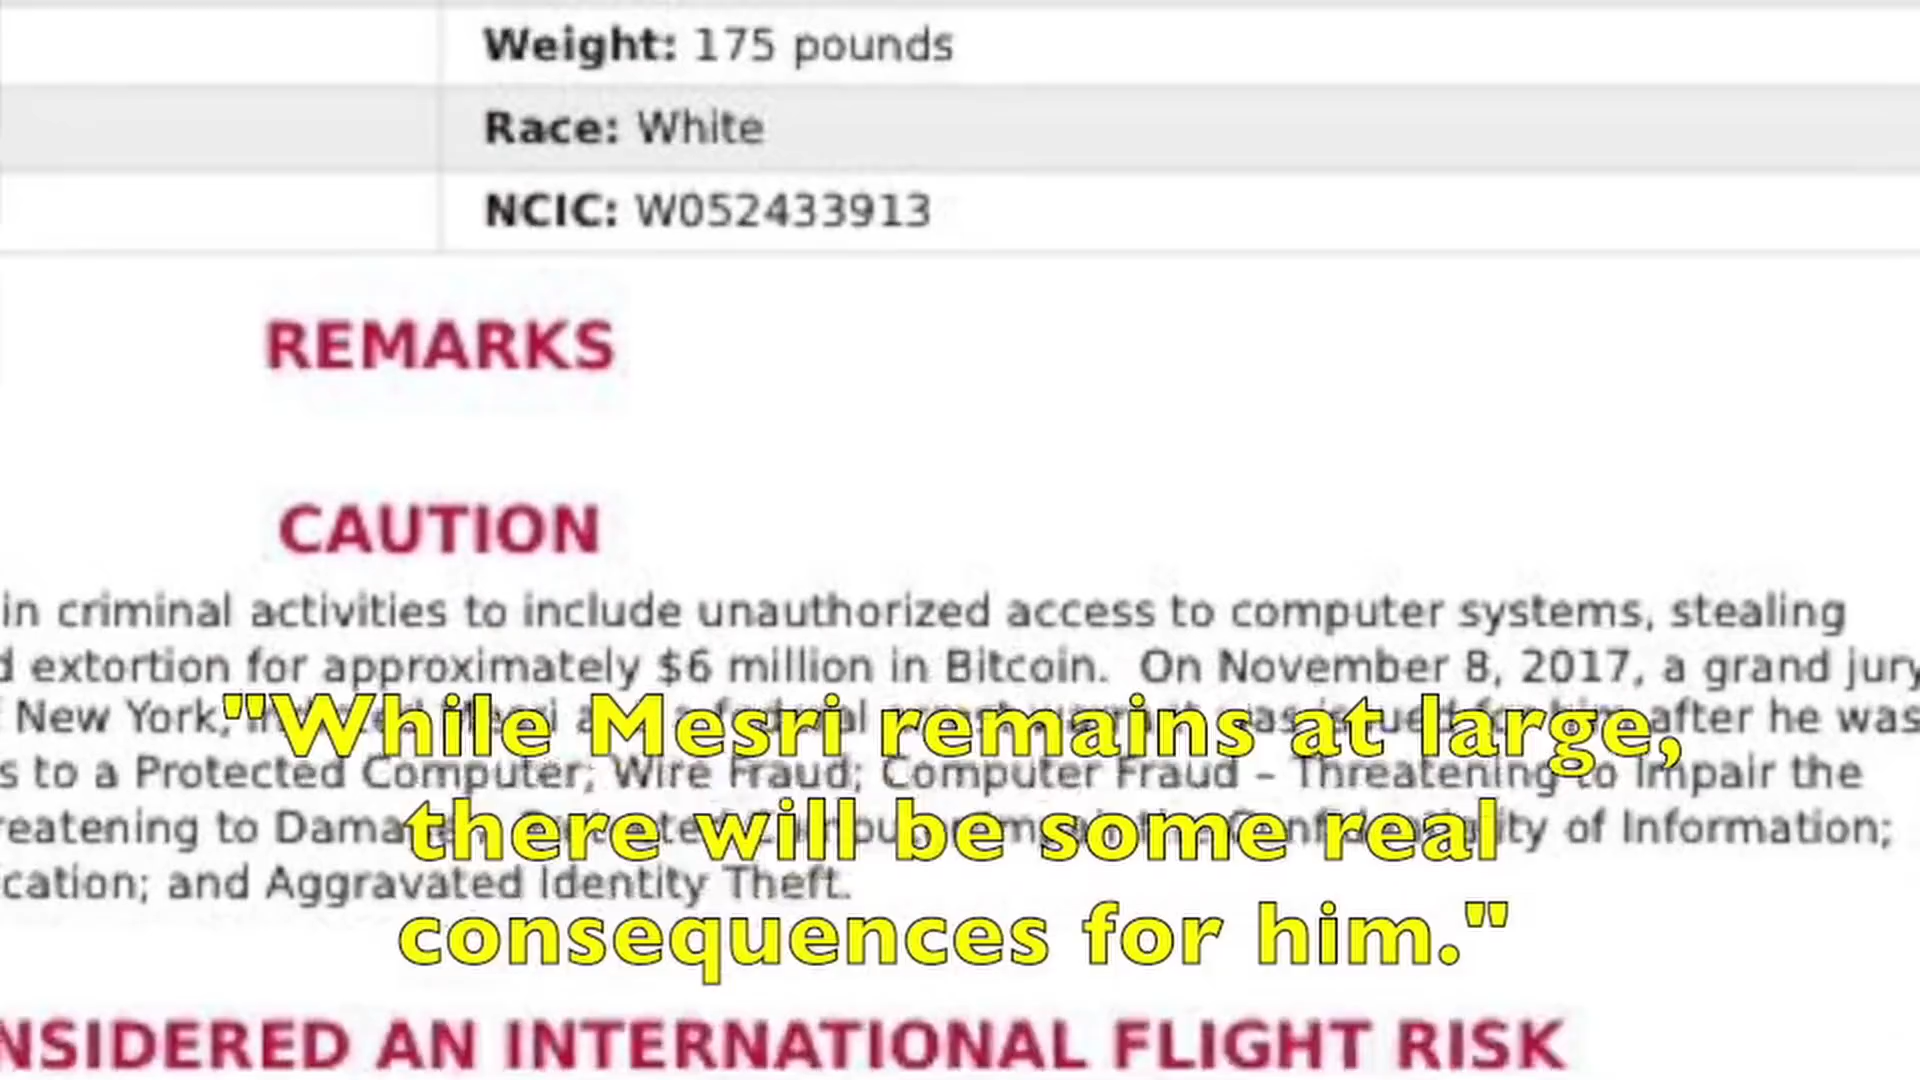 Weight: 175 pounds
Race: White
NCIC: W052433913
REMARKS
CAUTION
in criminal activities to include unauthorized access to computer systems, stealing
d extortion for approximately $6 million in Bitcoin. On November 8, 2017, a grand jury
New York, after he was
s to a Protected Computer; Wire Fraud; Computer Fraud – Threatening to Impair the
reatening to of Information;
cation; and Aggravated Identity Theft.
"While Mesri remains at large,
there will be some real
consequences for him."
NSIDERED AN INTERNATIONAL FLIGHT RISK